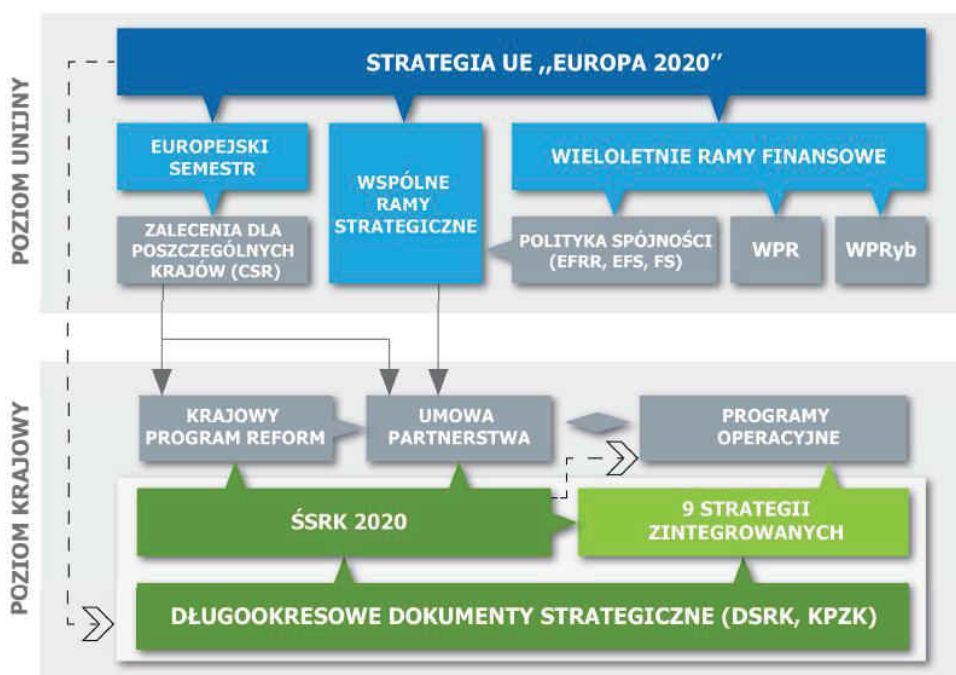 POZIOM UNIJNY
STRATEGIA UE „EUROPA 2020”
EUROPEJSKI
SEMESTR
WSPÓLNE
RAMY
STRATEGICZNE
WIELOLETNIE RAMY FINANSOWE
ZALECENIA DLA
POSZCZEGÓLNYCH
KRAJÓW (CSR)
POLITYKA SPÓJNOŚCI
(EFRR, EFS, FS)
WPR
WPRyb
POZIOM KRAJOWY
KRAJOWY
PROGRAM REFORM
UMOWA
PARTNERSTWA
PROGRAMY
OPERACYJNE
ŚSRK 2020
9 STRATEGII
ZINTEGROWANYCH
DŁUGOOKRESOWE DOKUMENTY STRATEGICZNE (DSRK, KPZK)